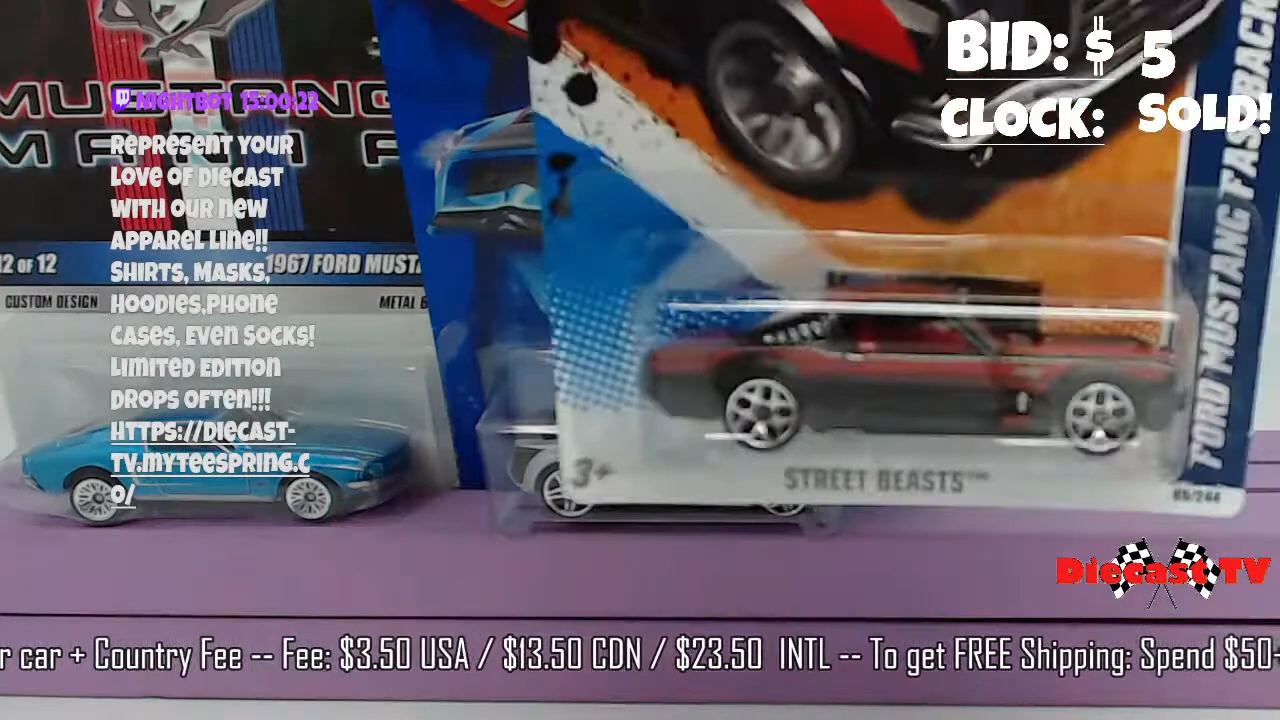 BID: $ 5
CLOCK: SOLD!
MUSTANG
MANIA
NIGHTBOT 15:00:22
REPRESENT YOUR
LOVE OF DIECAST
WITH OUR NEW
APPAREL LINE!!
SHIRTS, MASKS,
HOODIES,PHONE
CASES, EVEN SOCKS!
LIMITED EDITION
DROPS OFTEN!!!
HTTPS://DIECAST-
TV.MYTEESPRING.C
O/
12 OF 12
1967 FORD MUSTA
CUSTOM DESIGN
METAL
FORD MUSTANG FASTBACK
3+
STREET BEASTS™
Diecast TV
r car + Country Fee -- Fee: $3.50 USA / $13.50 CDN / $23.50 INTL -- To get FREE Shipping: Spend $50+